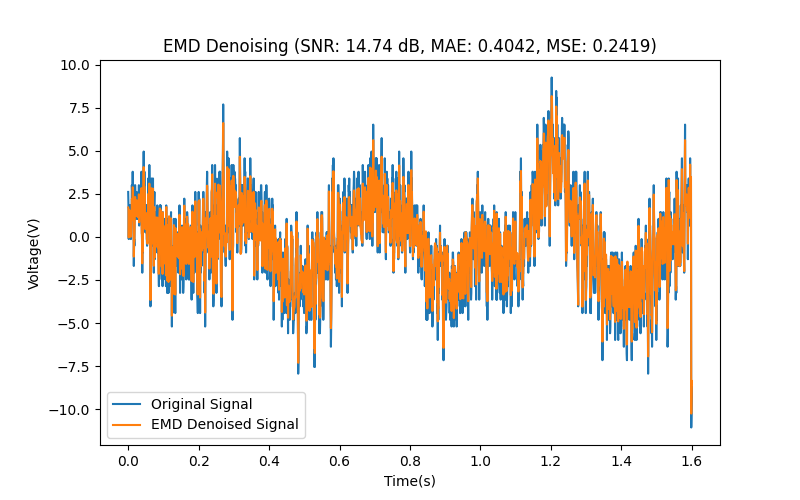 EMD Denoising (SNR: 14.74 dB, MAE: 0.4042, MSE: 0.2419)
10.0
7.5
5.0
2.5
0.0
−2.5
−5.0
−7.5
−10.0
Voltage(V)
Original Signal
EMD Denoised Signal
0.0 0.2 0.4 0.6 0.8 1.0 1.2 1.4 1.6
Time(s)